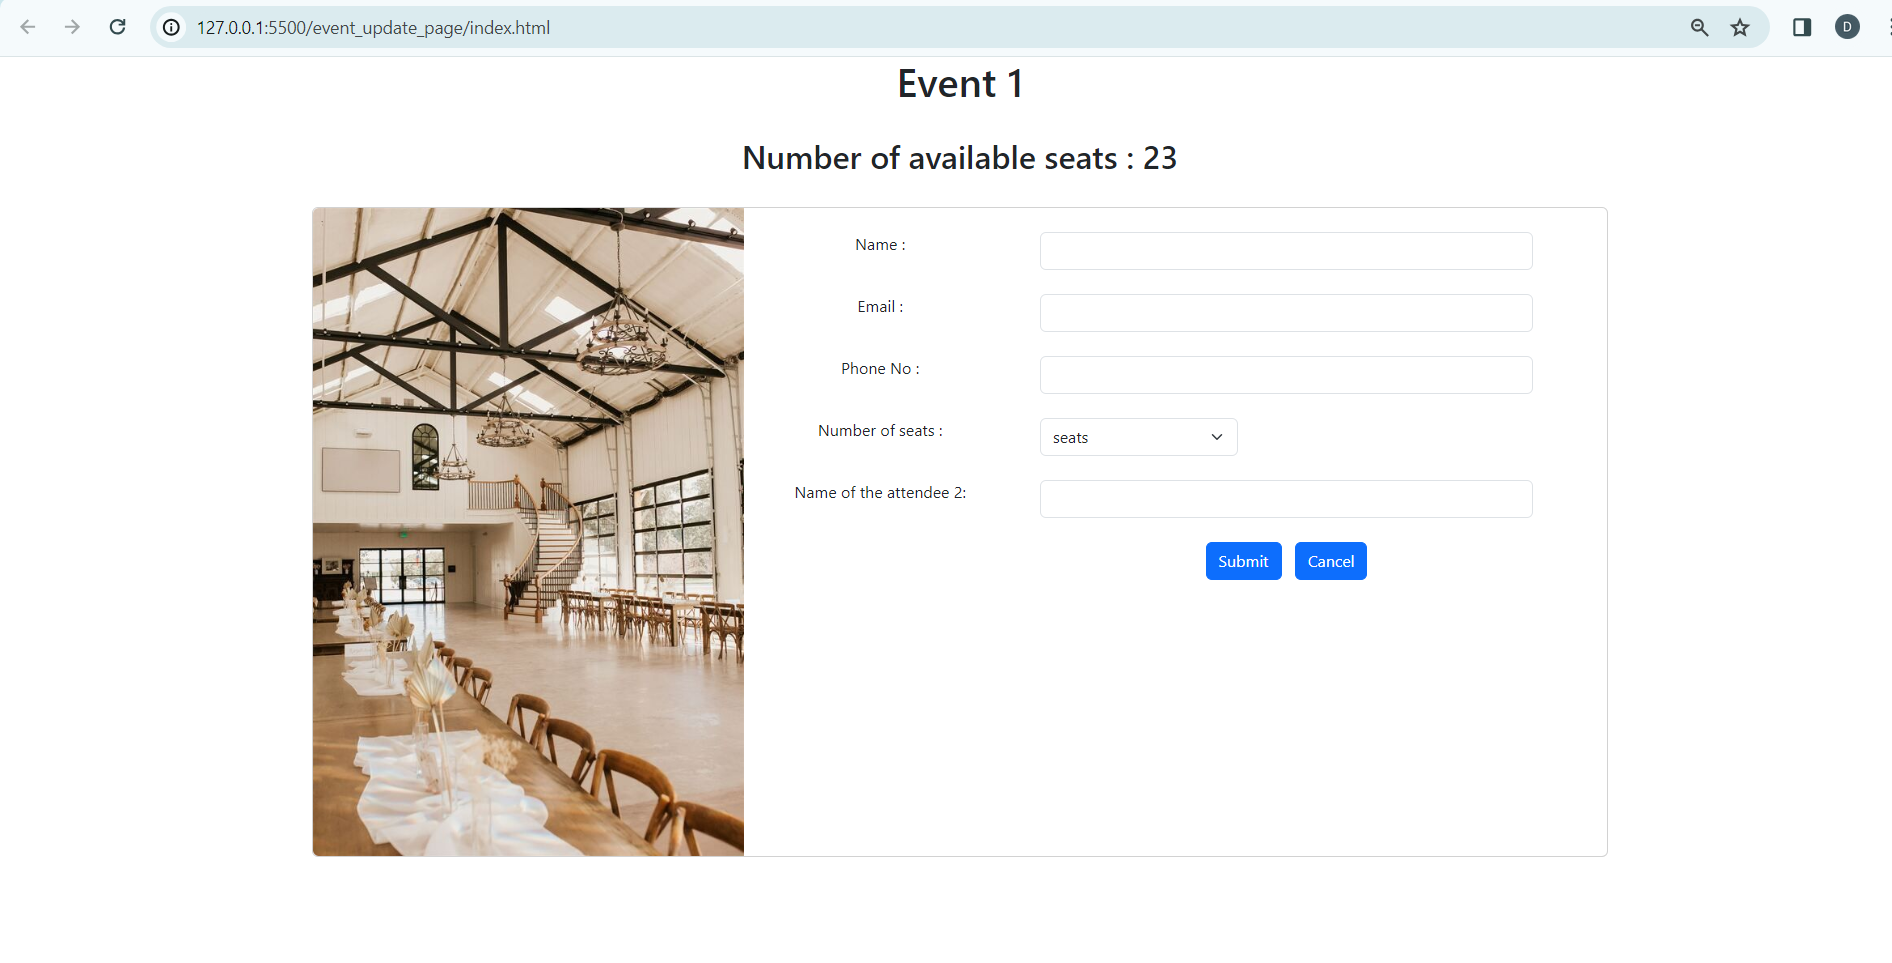 127.0.0.1:5500/event_update_page/index.html
D
Event 1
Number of available seats : 23
Name :
Email :
Phone No :
Number of seats :
seats
Name of the attendee 2:
Submit
Cancel